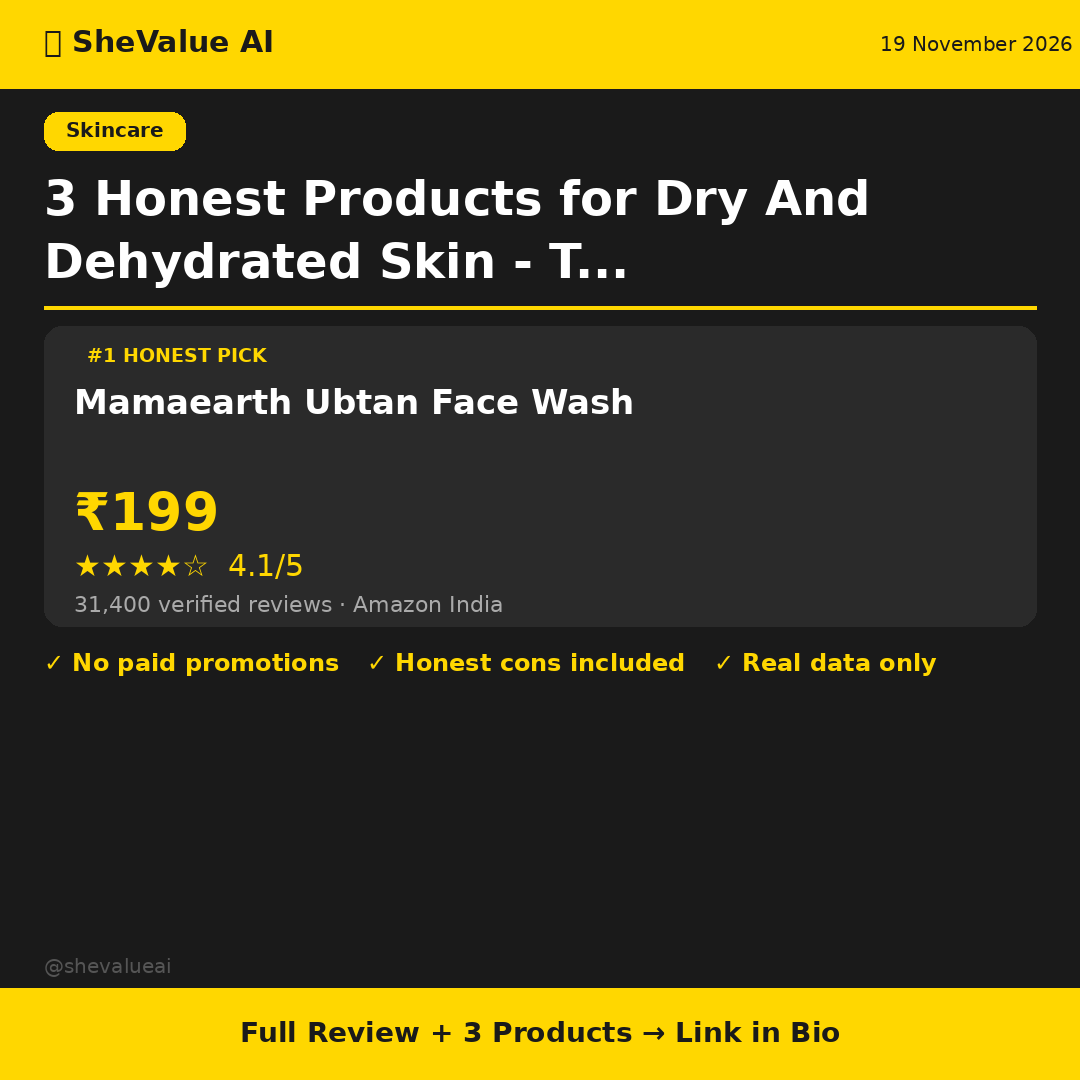 SheValue AI
19 November 2026
Skincare
3 Honest Products for Dry And
Dehydrated Skin - T...
#1 HONEST PICK
Mamaearth Ubtan Face Wash
₹199
★★★★☆ 4.1/5
31,400 verified reviews · Amazon India
✓ No paid promotions ✓ Honest cons included ✓ Real data only
@shevalueai
Full Review + 3 Products → Link in Bio